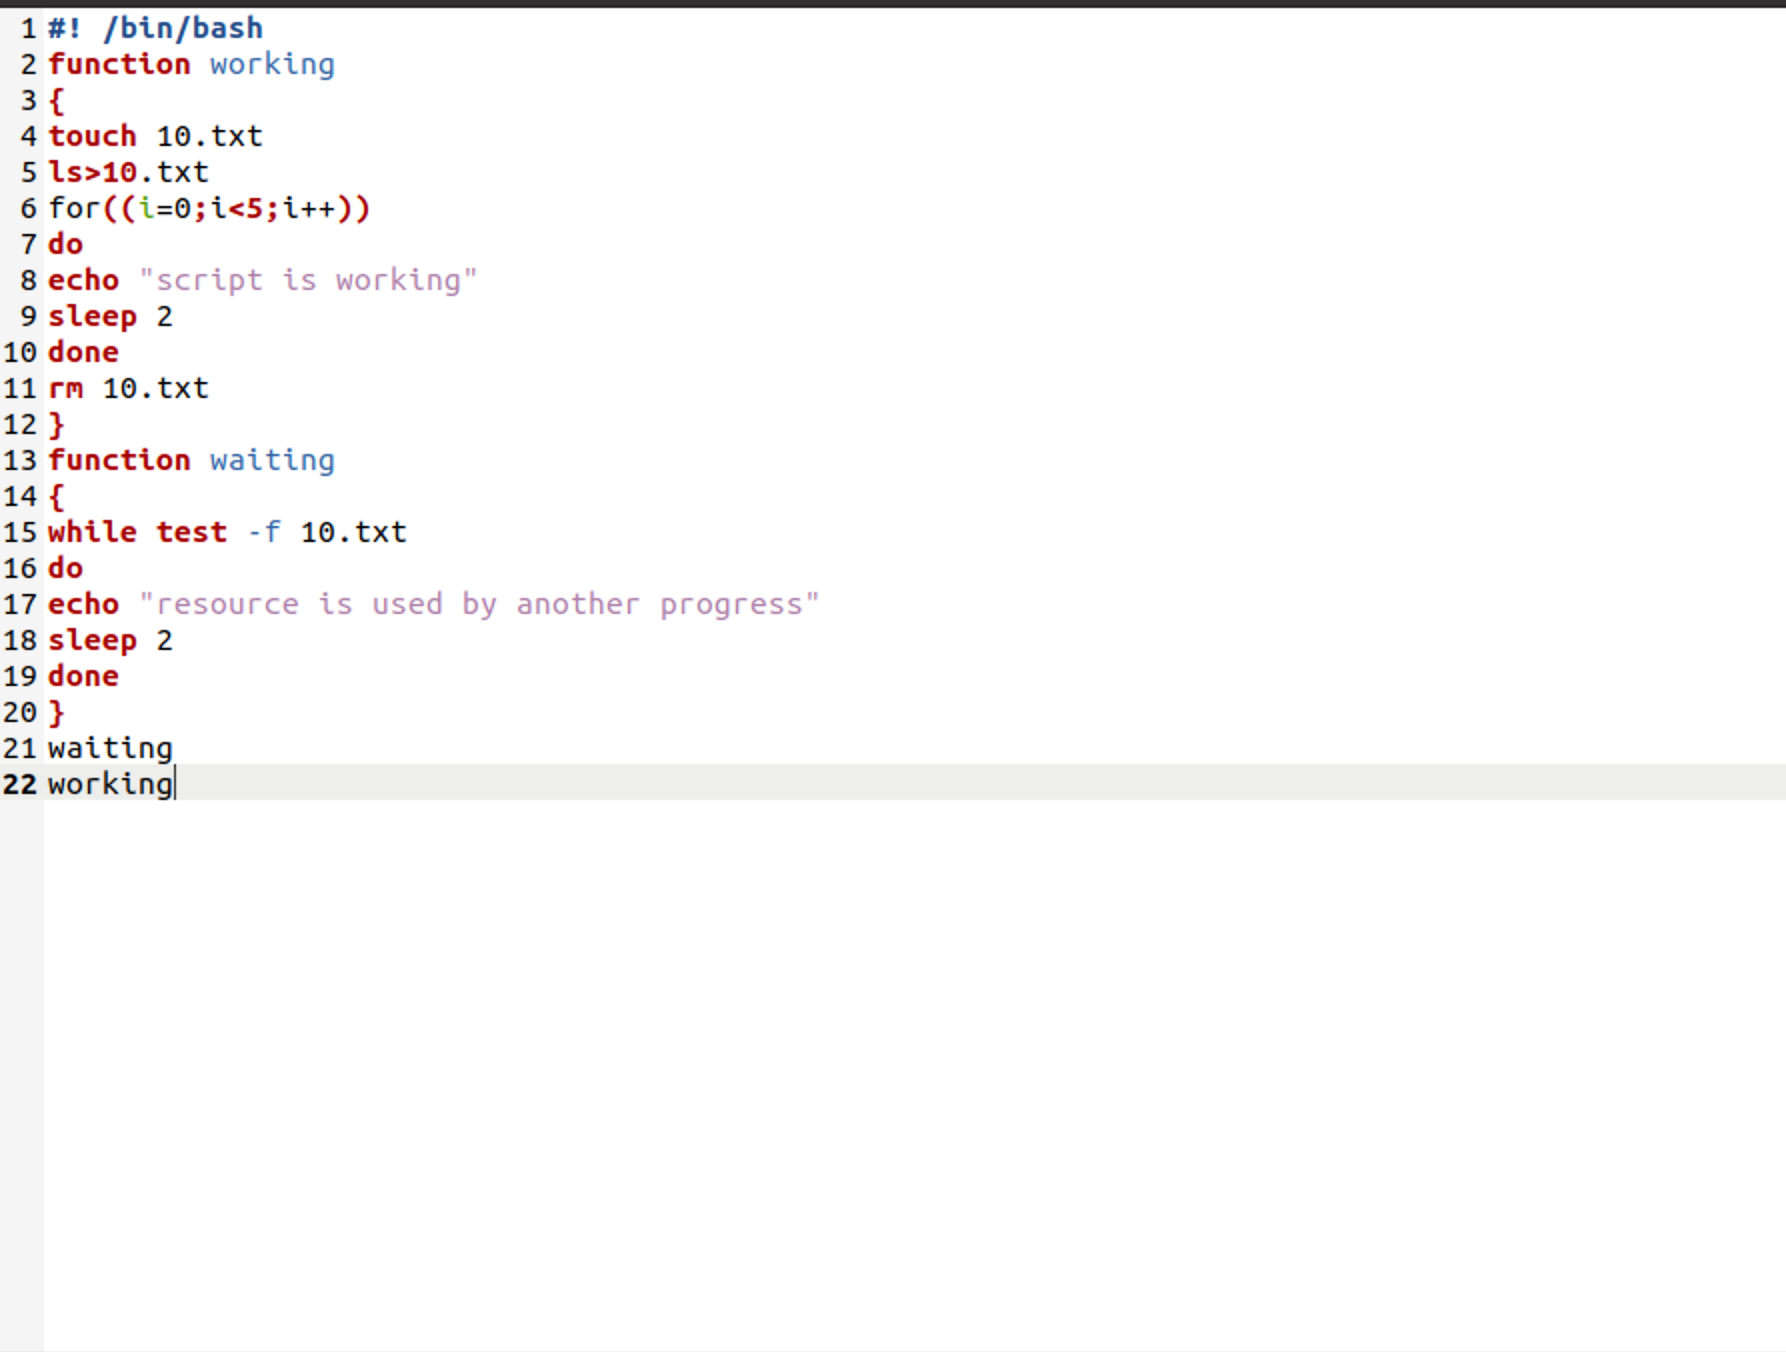 1 #! /bin/bash
2 function working
3 {
4 touch 10.txt
5 ls>10.txt
6 for((i=0;i<5;i++))
7 do
8 echo "script is working"
9 sleep 2
10 done
11 rm 10.txt
12 }
13 function waiting
14 {
15 while test -f 10.txt
16 do
17 echo "resource is used by another progress"
18 sleep 2
19 done
20 }
21 waiting
22 working